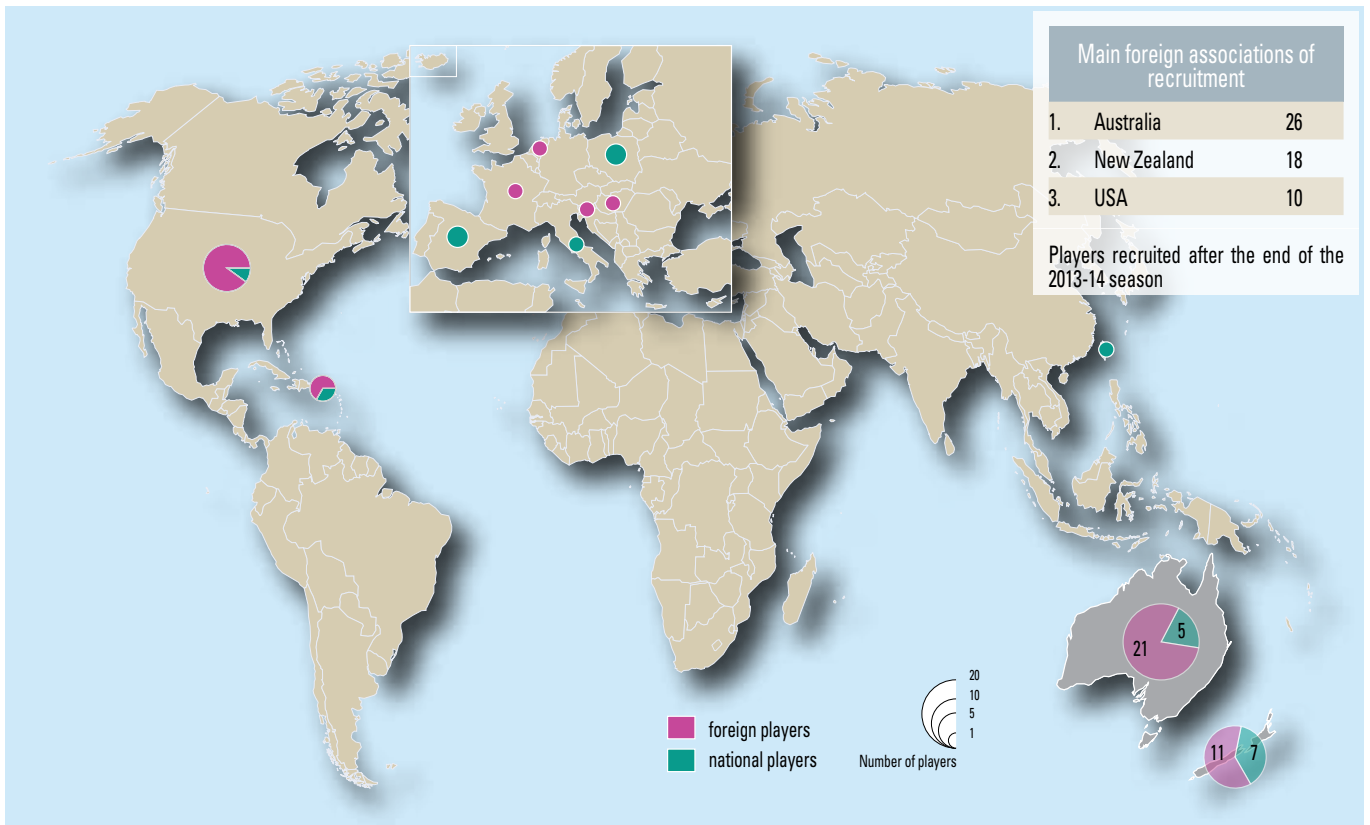 Main foreign associations of
recruitment
1. Australia 26
2. New Zealand 18
3. USA 10
Players recruited after the end of the
2013-14 season
5
21
11 7
foreign players
national players
20
10
5
1
Number of players